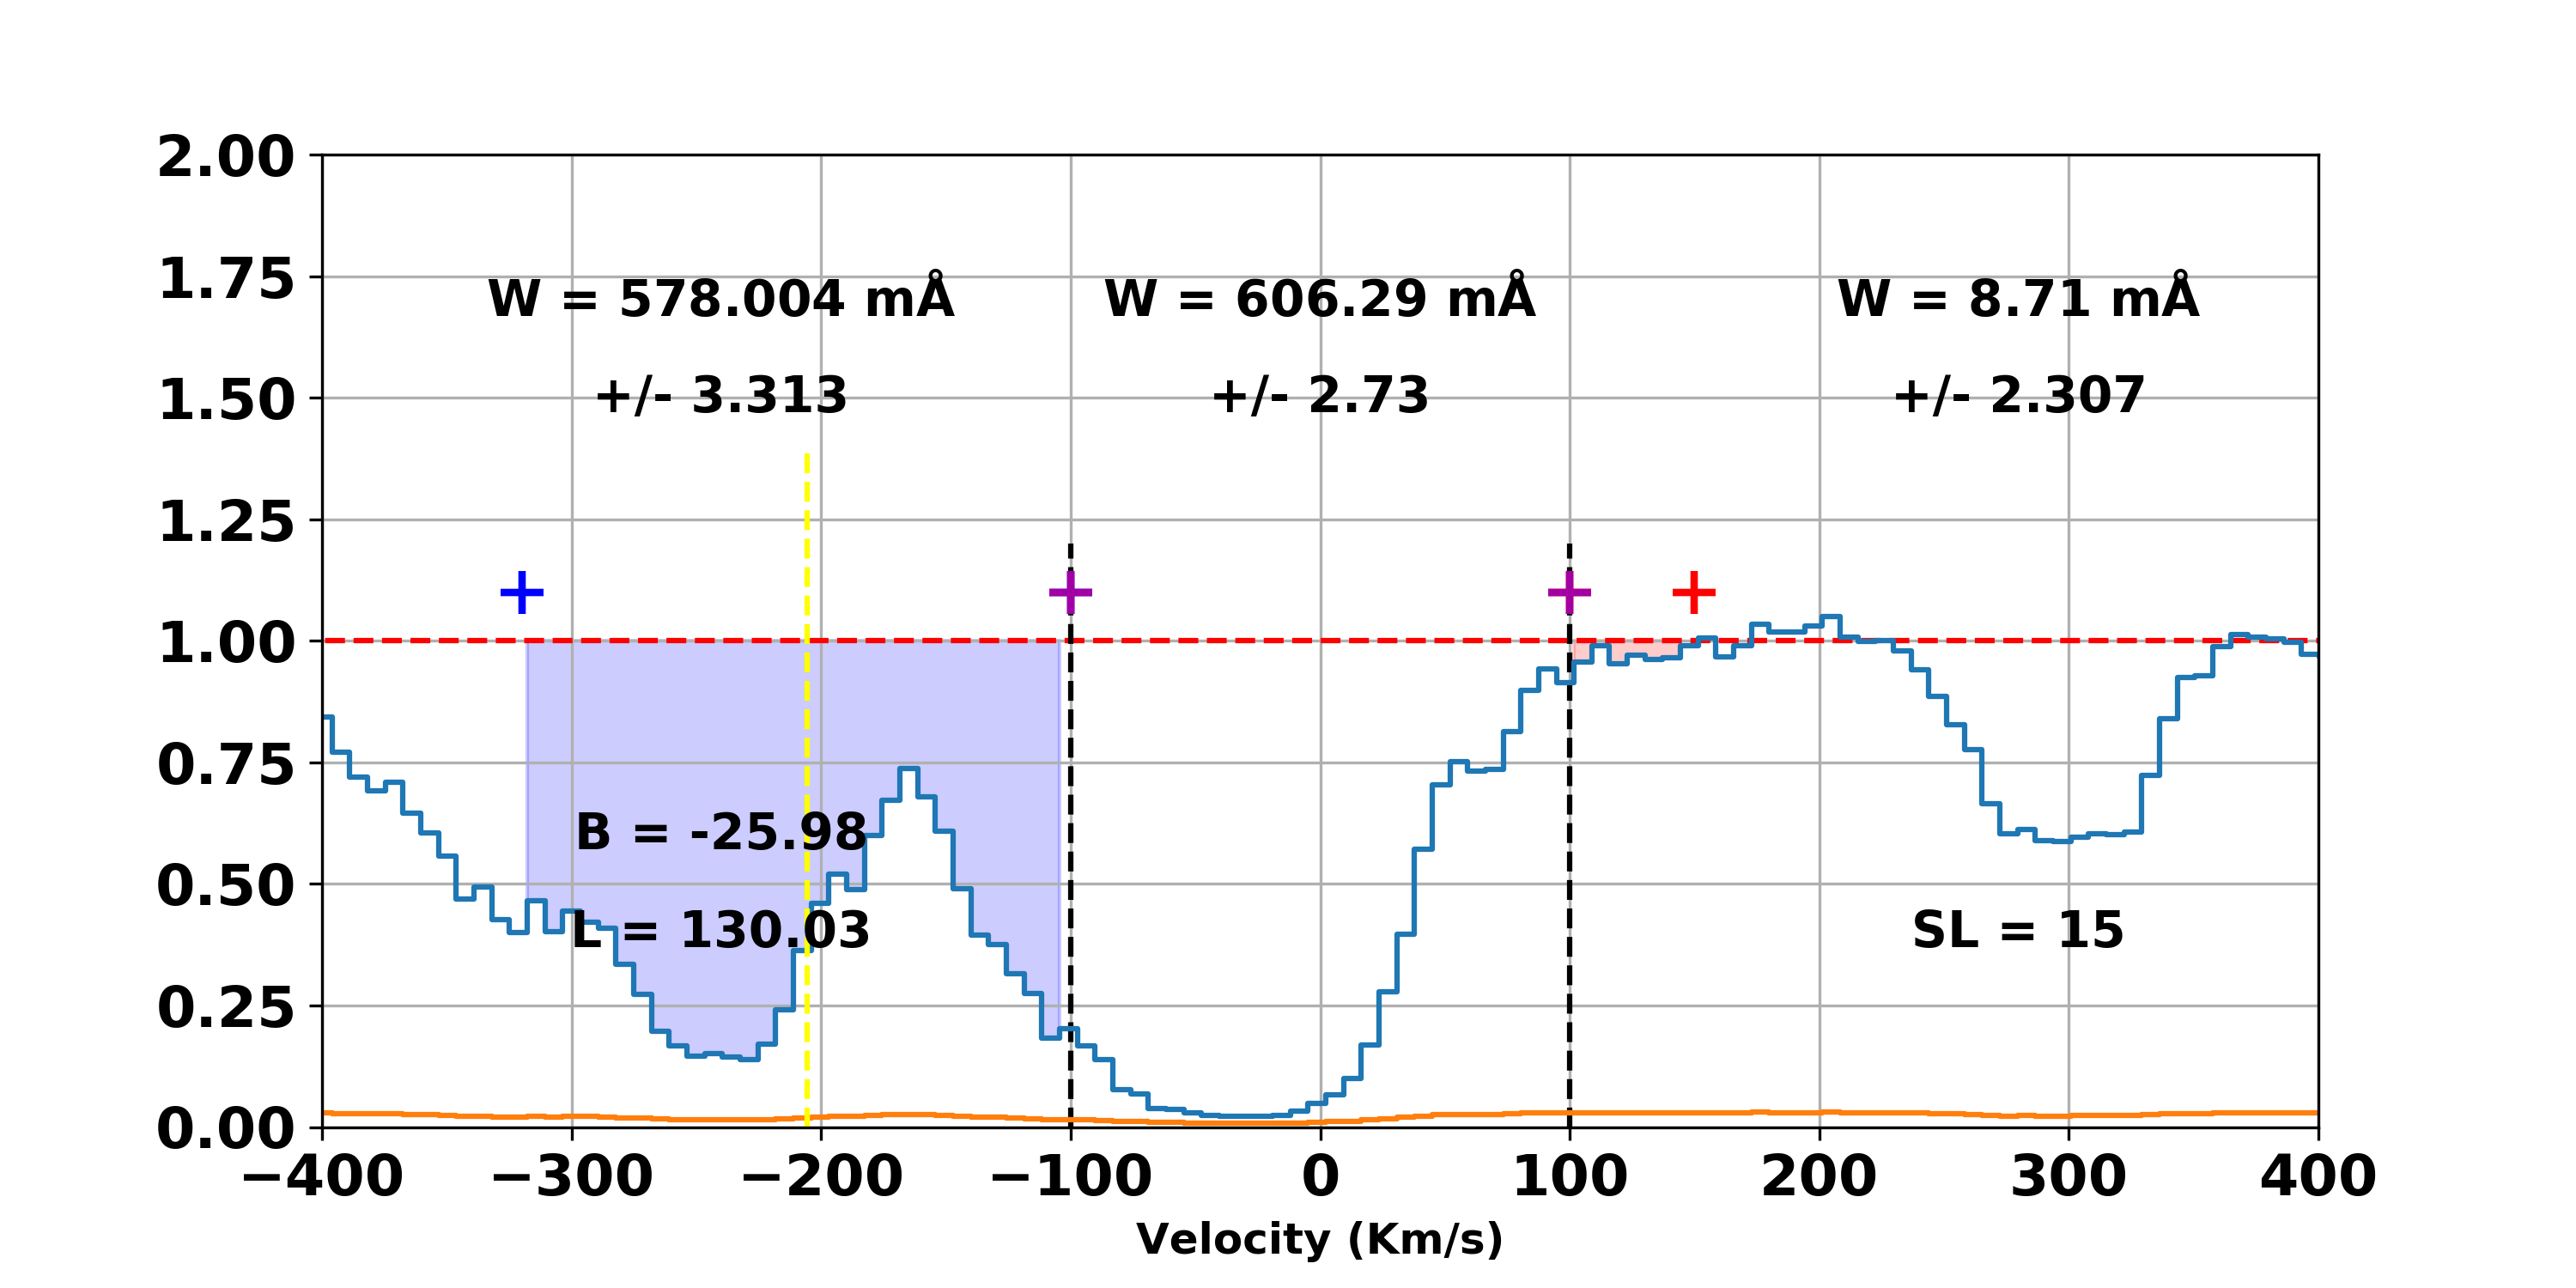 2.00
1.75
W = 578.004 mÅ
W = 606.29 mÅ
W = 8.71 mÅ
1.50
+/- 3.313
+/- 2.73
+/- 2.307
1.25
1.00
0.75
B = -25.98
0.50
L = 130.03
SL = 15
0.25
0.00
−400 −300 −200 −100 0 100 200 300 400
Velocity (Km/s)